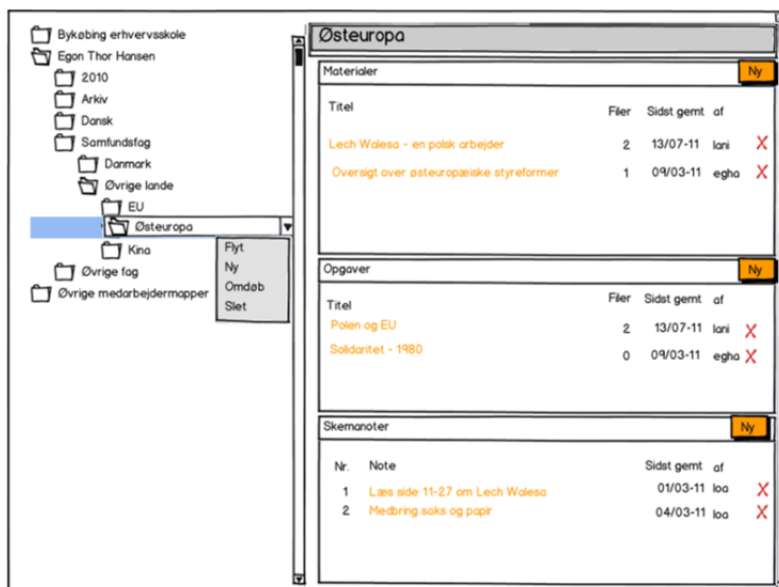 Bykøbing erhvervsskole
Egon Thor Hansen
2010
Arkiv
Dansk
Samfundsfag
Danmark
Øvrige lande
EU
Østeuropa
Kina
Øvrige fag
Øvrige medarbejdermapper
Flyt
Ny
Omdøb
Slet
Østeuropa
Materialer Ny
Titel Filer Sidst gemt af
Lech Walesa - en polsk arbejder 2 13/07-11 lani X
Oversigt over østeuropæiske styreformer 1 09/03-11 egha X
Opgaver Ny
Titel Filer Sidst gemt af
Polen og EU 2 13/07-11 lani X
Solidaritet - 1980 0 09/03-11 egha X
Skemanoter Ny
Nr. Note Sidst gemt af
1 Læs side 11-27 om Lech Walesa 01/03-11 loa X
2 Medbring saks og papir 04/03-11 loa X